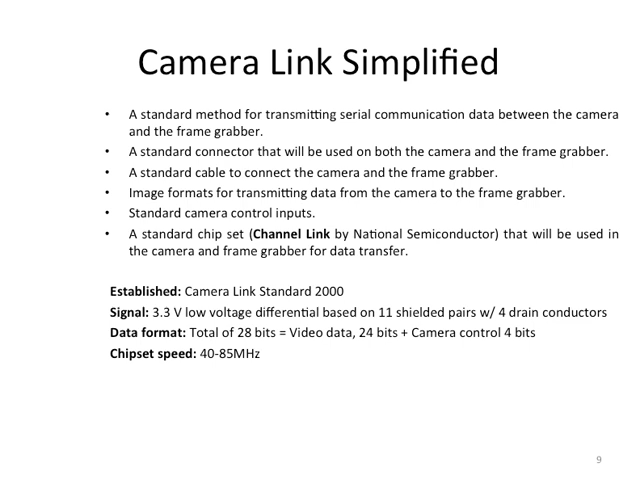 Camera Link Simplified
• A standard method for transmitting serial communication data between the camera
and the frame grabber.
• A standard connector that will be used on both the camera and the frame grabber.
• A standard cable to connect the camera and the frame grabber.
• Image formats for transmitting data from the camera to the frame grabber.
• Standard camera control inputs.
• A standard chip set (Channel Link by National Semiconductor) that will be used in
the camera and frame grabber for data transfer.
Established: Camera Link Standard 2000
Signal: 3.3 V low voltage differential based on 11 shielded pairs w/ 4 drain conductors
Data format: Total of 28 bits = Video data, 24 bits + Camera control 4 bits
Chipset speed: 40-85MHz
9